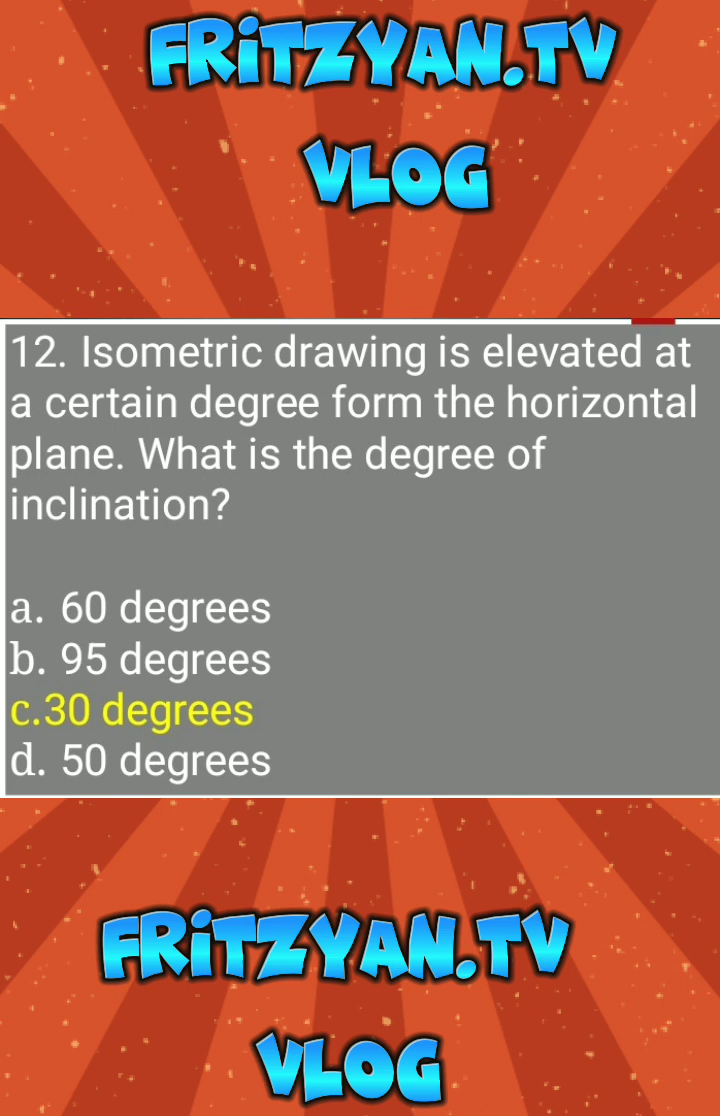 FRiTZYAN.TV
VLOG
12. Isometric drawing is elevated at
a certain degree form the horizontal
plane. What is the degree of
inclination?
a. 60 degrees
b. 95 degrees
c.30 degrees
d. 50 degrees
FRiTZYAN.TV
VLOG